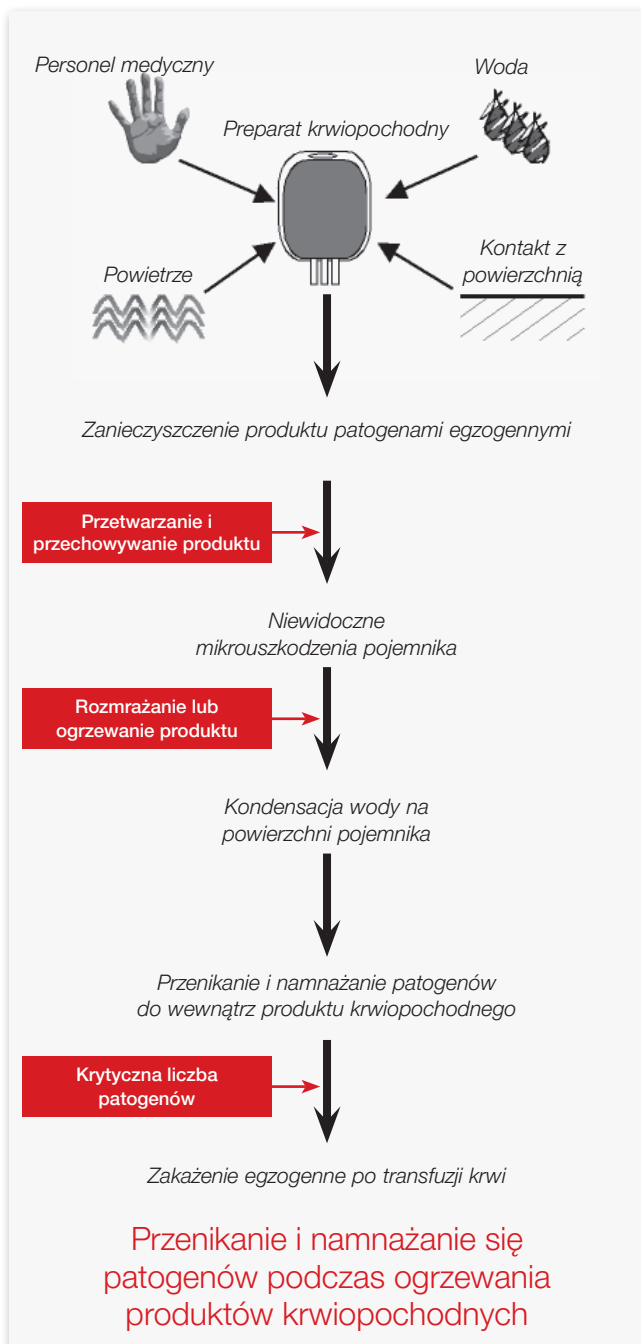 Personel medyczny
Woda
Preparat krwiopochodny
Powietrze
Kontakt z
powierzchnią
Zanieczyszczenie produktu patogenami egzogennymi
Przetwarzanie i
przechowywanie produktu
Niewidoczne
mikrouszkodzenia pojemnika
Rozmrażanie lub
ogrzewanie produktu
Kondensacja wody na
powierzchni pojemnika
Przenikanie i namnażanie patogenów
do wewnątrz produktu krwiopochodnego
Krytyczna liczba
patogenów
Zakażenie egzogenne po transfuzji krwi
Przenikanie i namnażanie się
patogenów podczas ogrzewania
produktów krwiopochodnych